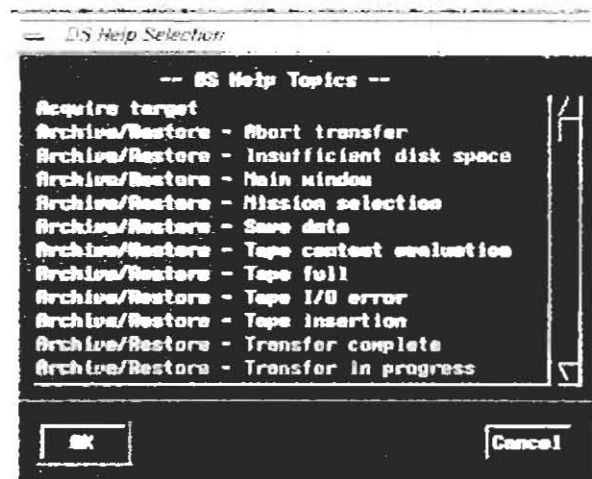 DS Help Selection
-- DS Help Topics --
Acquire target
Archive/Restore - Abort transfer
Archive/Restore - Insufficient disk space
Archive/Restore - Main window
Archive/Restore - Mission selection
Archive/Restore - Save data
Archive/Restore - Tape content evaluation
Archive/Restore - Tape full
Archive/Restore - Tape I/O error
Archive/Restore - Tape insertion
Archive/Restore - Transfer complete
Archive/Restore - Transfer in progress
OK
Cancel